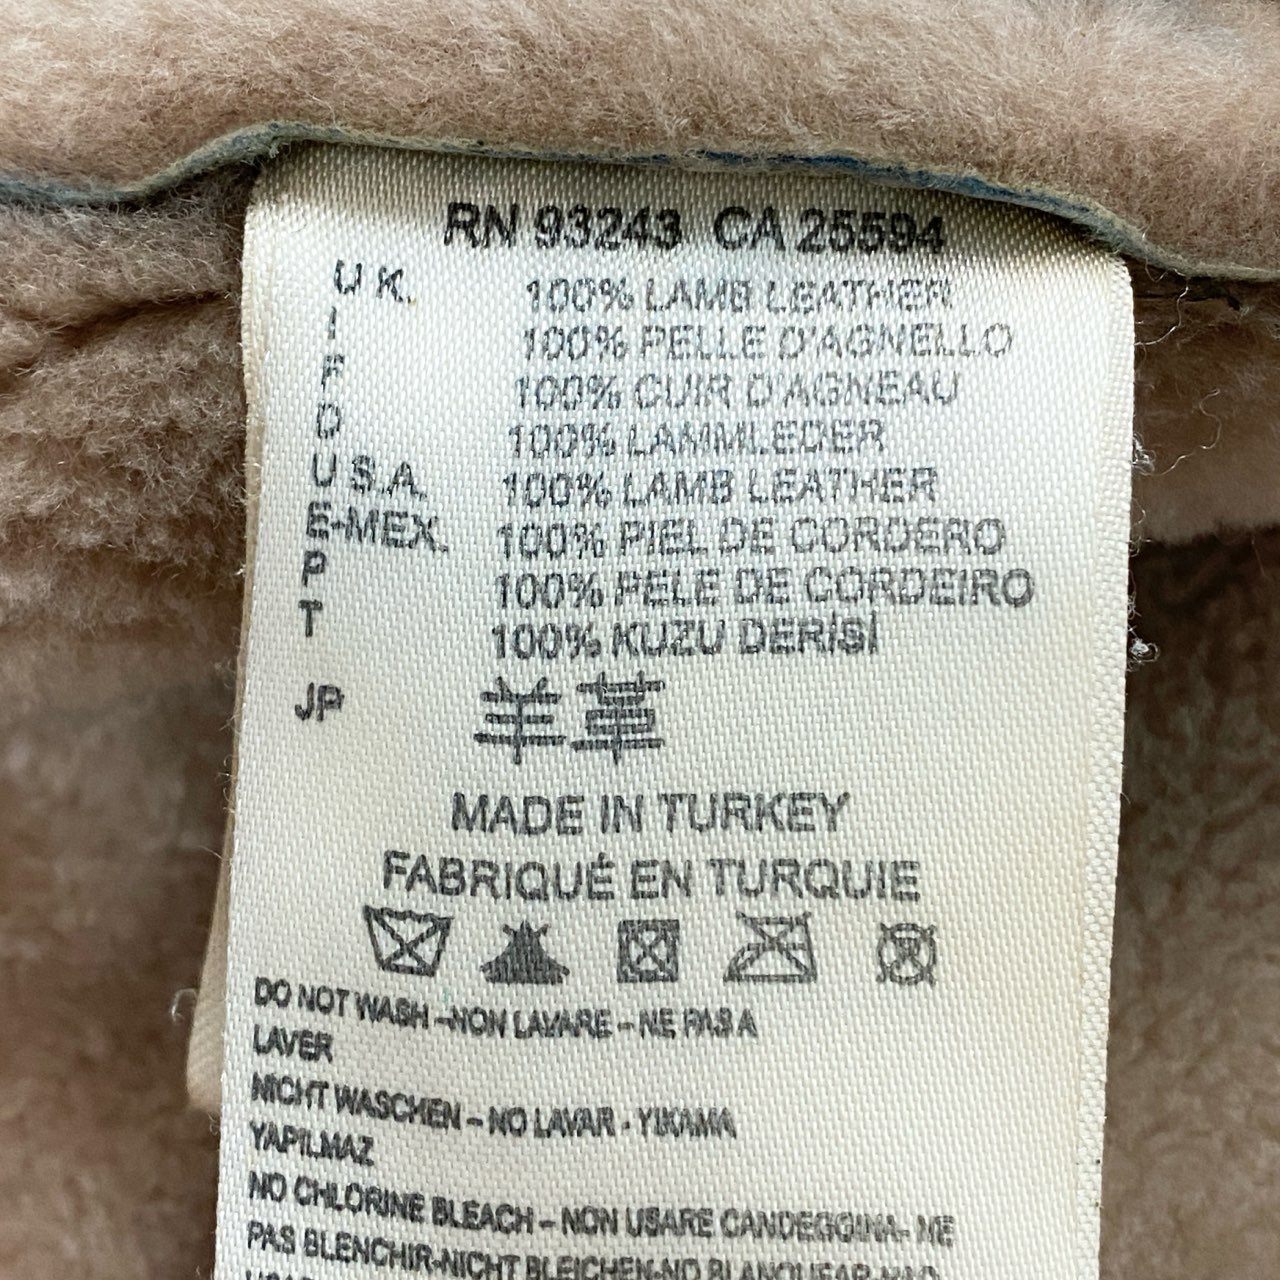 RN 93243 CA 25594
U.K. 100% LAMB LEATHER
I 100% PELLE D'AGNELLO
F 100% CUIR D'AGNEAU
D 100% LAMMLEDER
U.S.A. 100% LAMB LEATHER
E-MEX. 100% PIEL DE CORDERO
P 100% PELE DE CORDEIRO
T 100% KUZU DERİSİ
JP 羊革
MADE IN TURKEY
FABRIQUÉ EN TURQUIE
DO NOT WASH -NON LAVARE - NE PAS A
LAVER
NICHT WASCHEN - NO LAVAR - YIKAMA
YAPILMAZ
NO CHLORINE BLEACH - NON USARE CANDEGGINA- NE
PAS BLENCHIR-NICHT BLEICHEN-NO BLANQUEAR-NAO